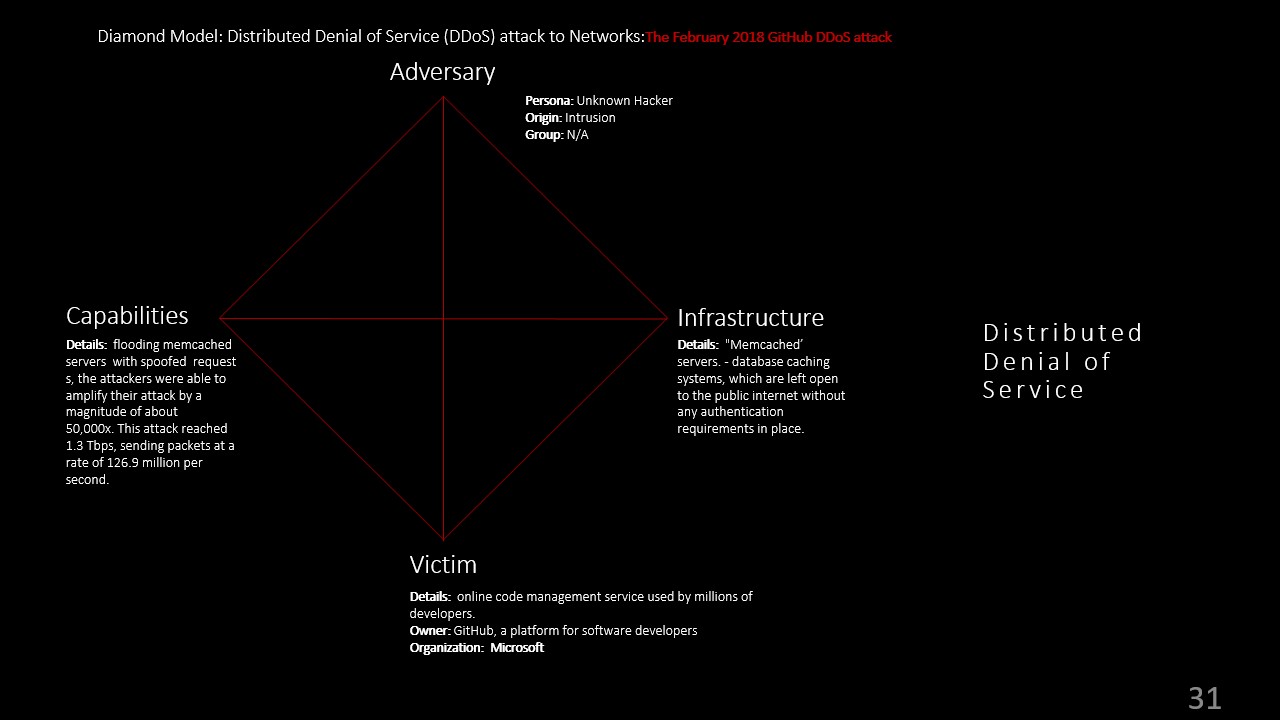 Diamond Model: Distributed Denial of Service (DDoS) attack to Networks:The February 2018 GitHub DDoS attack
Adversary
Persona: Unknown Hacker
Origin: Intrusion
Group: N/A
Capabilities
Details:  flooding memcached
servers  with spoofed  request
s, the attackers were able to
amplify their attack by a
magnitude of about
50,000x. This attack reached
1.3 Tbps, sending packets at a
rate of 126.9 million per
second.
Infrastructure
Details:  "Memcached’
servers. - database caching
systems, which are left open
to the public internet without
any authentication
requirements in place.
Distributed
Denial of
Service
Victim
Details:  online code management service used by millions of
developers.
Owner: GitHub, a platform for software developers
Organization:  Microsoft
31